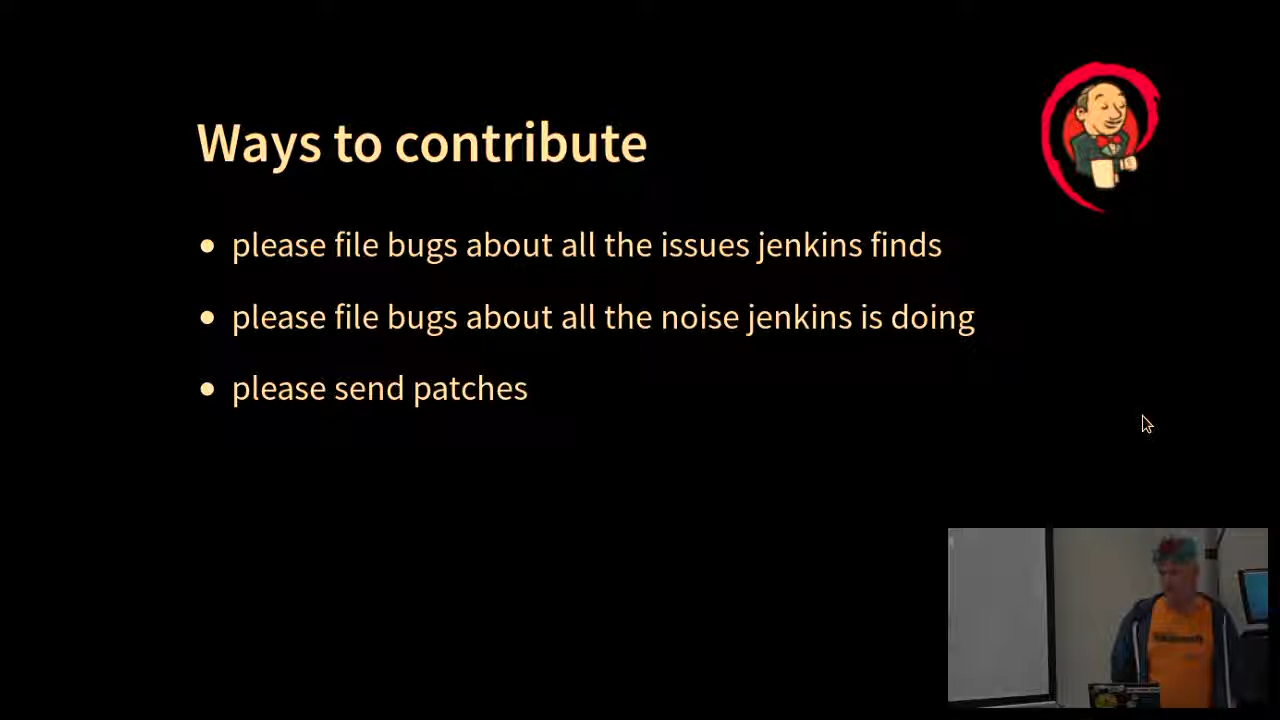 Ways to contribute
please file bugs about all the issues jenkins finds
please file bugs about all the noise jenkins is doing
please send patches